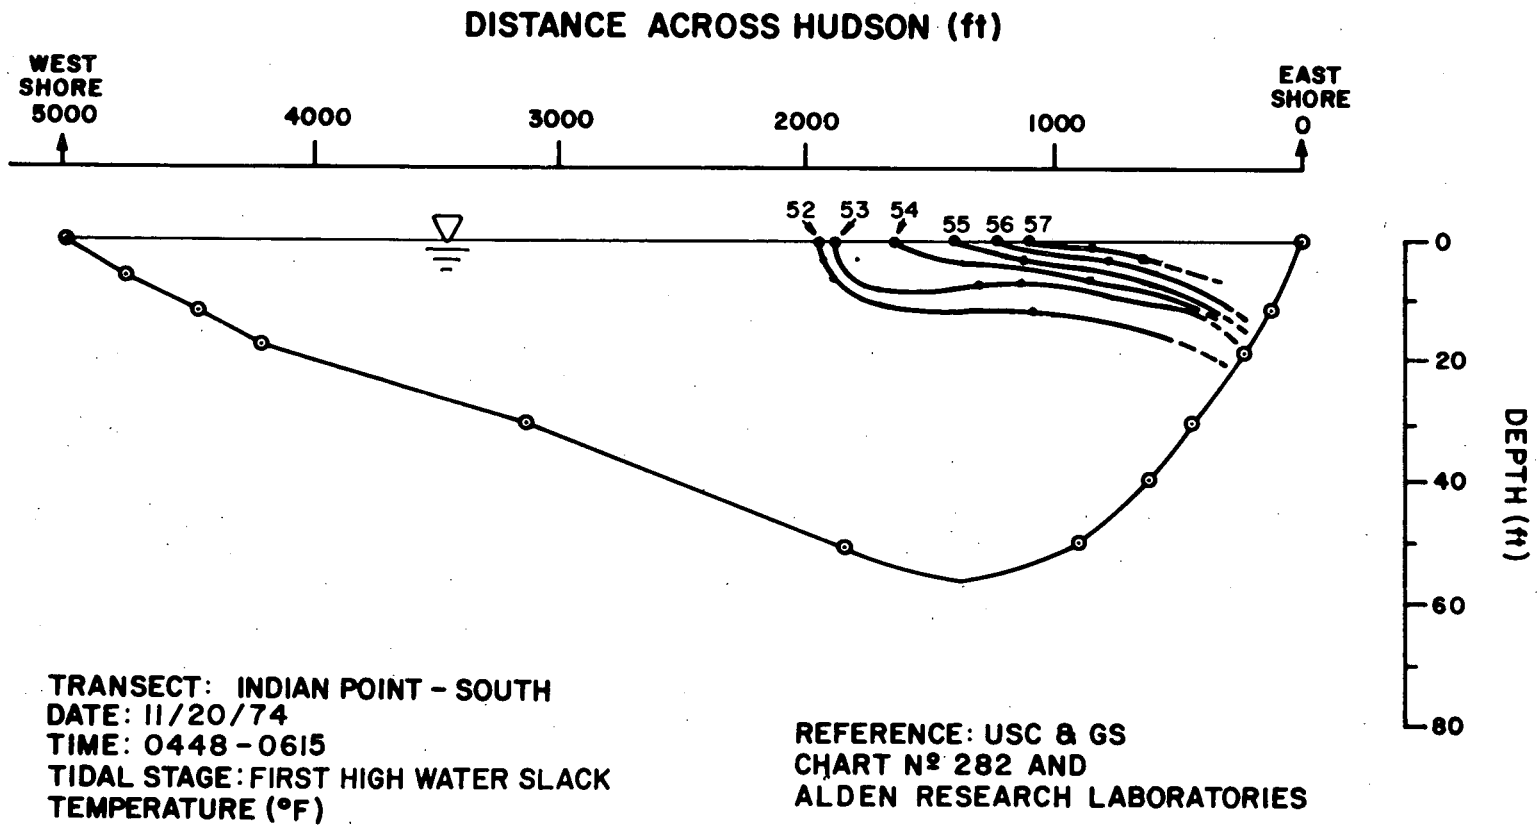 DISTANCE ACROSS HUDSON (ft)
WEST
SHORE
5000
4000
3000
2000
1000
EAST
SHORE
0
52
53
54
55
56
57
0
20
40
60
80
DEPTH (ft)
TRANSECT: INDIAN POINT - SOUTH
DATE: 11/20/74
TIME: 0448-0615
TIDAL STAGE: FIRST HIGH WATER SLACK
TEMPERATURE (°F)
REFERENCE: USC & GS
CHART Nº 282 AND
ALDEN RESEARCH LABORATORIES